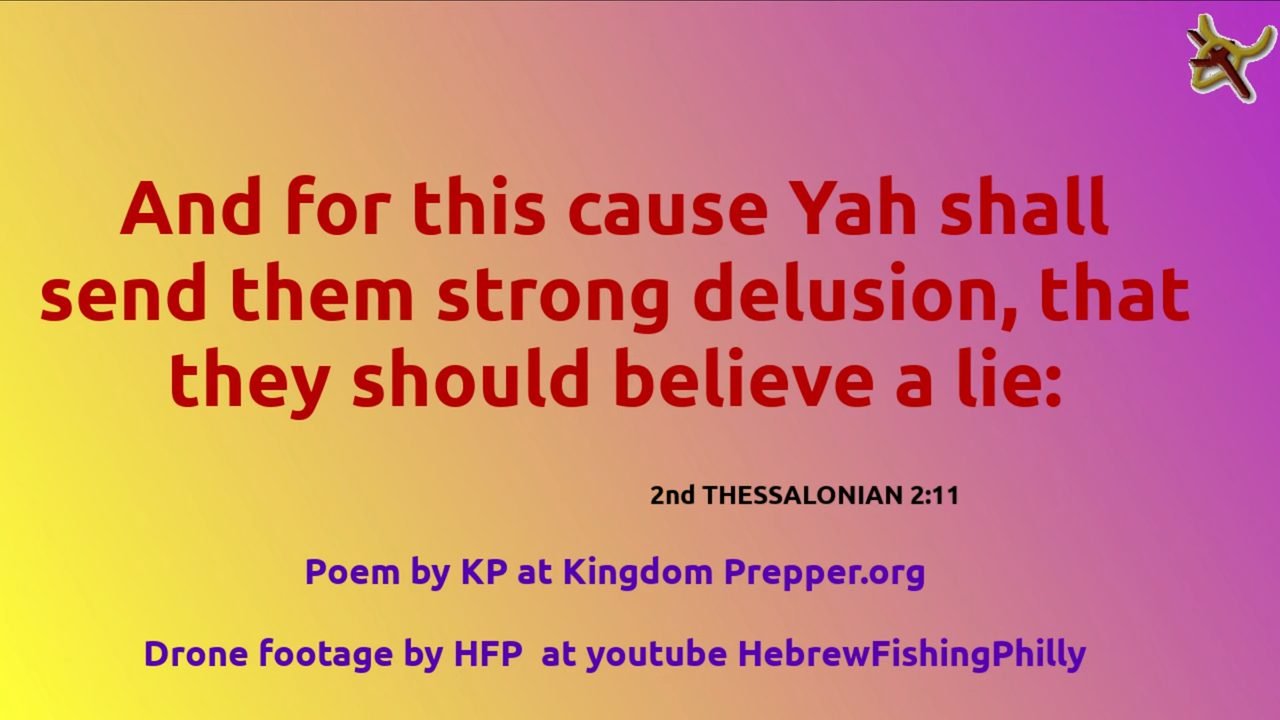 And for this cause Yah shall
send them strong delusion, that
they should believe a lie:
2nd THESSALONIAN 2:11
Poem by KP at Kingdom Prepper.org
Drone footage by HFP  at youtube HebrewFishingPhilly